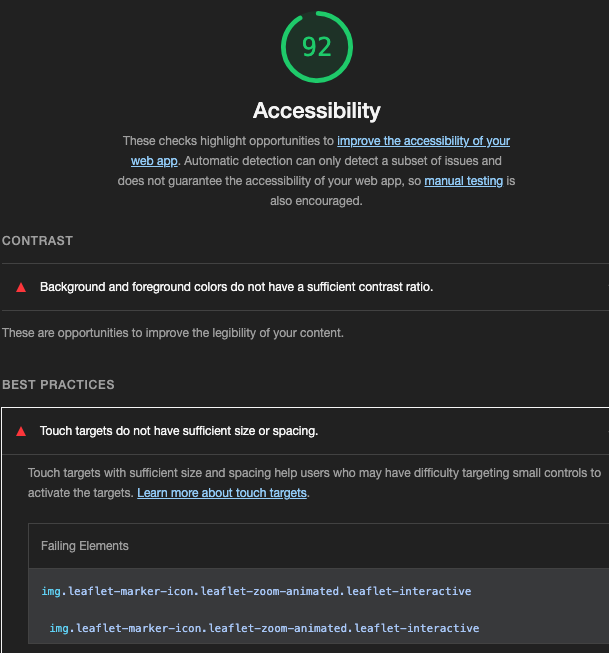 92
Accessibility
These checks highlight opportunities to improve the accessibility of your
web app. Automatic detection can only detect a subset of issues and
does not guarantee the accessibility of your web app, so manual testing is
also encouraged.
CONTRAST
Background and foreground colors do not have a sufficient contrast ratio.
These are opportunities to improve the legibility of your content.
BEST PRACTICES
Touch targets do not have sufficient size or spacing.
Touch targets with sufficient size and spacing help users who may have difficulty targeting small controls to
activate the targets. Learn more about touch targets.
Failing Elements
img.leaflet-marker-icon.leaflet-zoom-animated.leaflet-interactive
img.leaflet-marker-icon.leaflet-zoom-animated.leaflet-interactive